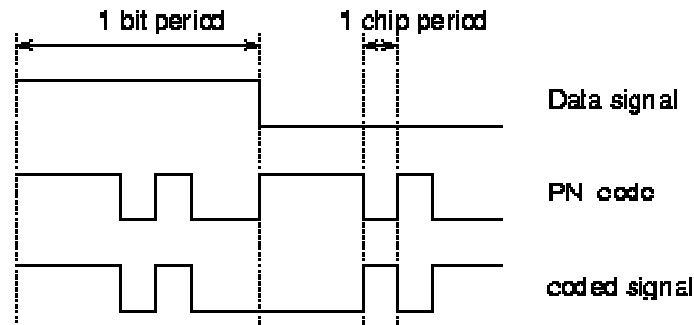 1 bit period
1 chip period
Data signal
PN code
coded signal